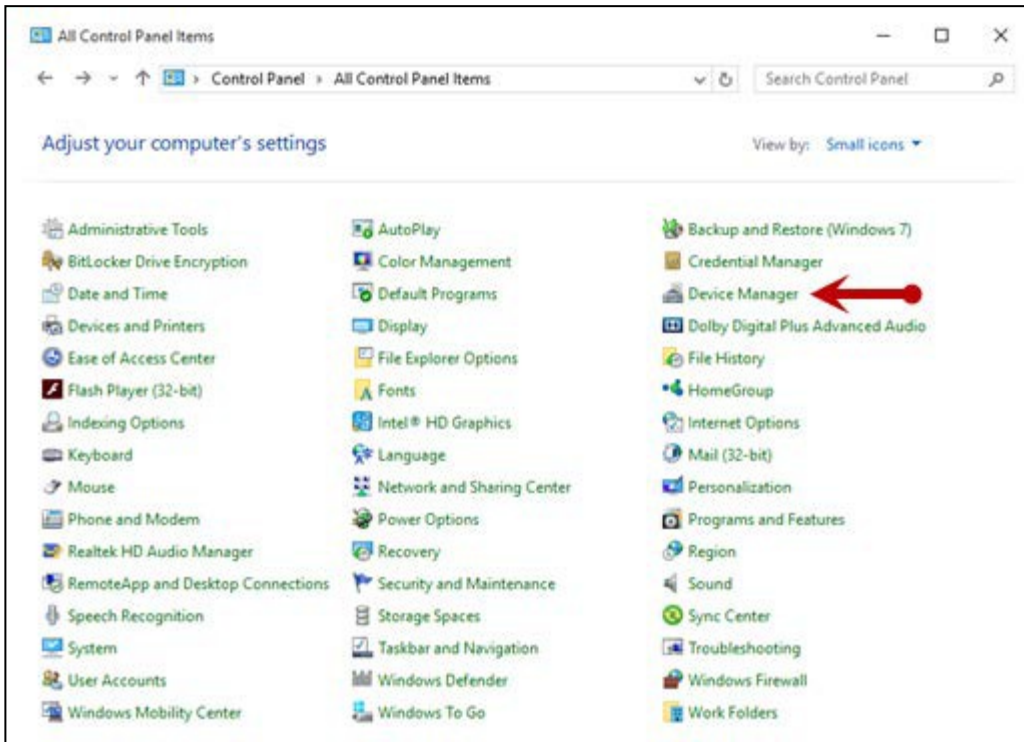 All Control Panel Items
Control Panel › All Control Panel Items Search Control Panel
Adjust your computer's settings View by: Small icons
Administrative Tools AutoPlay Backup and Restore (Windows 7)
BitLocker Drive Encryption Color Management Credential Manager
Date and Time Default Programs Device Manager
Devices and Printers Display Dolby Digital Plus Advanced Audio
Ease of Access Center File Explorer Options File History
Flash Player (32-bit) Fonts HomeGroup
Indexing Options Intel® HD Graphics Internet Options
Keyboard Language Mail (32-bit)
Mouse Network and Sharing Center Personalization
Phone and Modem Power Options Programs and Features
Realtek HD Audio Manager Recovery Region
RemoteApp and Desktop Connections Security and Maintenance Sound
Speech Recognition Storage Spaces Sync Center
System Taskbar and Navigation Troubleshooting
User Accounts Windows Defender Windows Firewall
Windows Mobility Center Windows To Go Work Folders